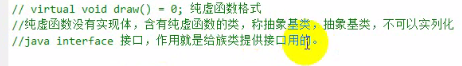 // virtual void draw() = 0; 纯虚函数格式
//纯虚函数没有实现体，含有纯虚函数的类，称抽象基类，抽象基类，不可以实列化
//java interface 接口，作用就是给族类提供接口用的。